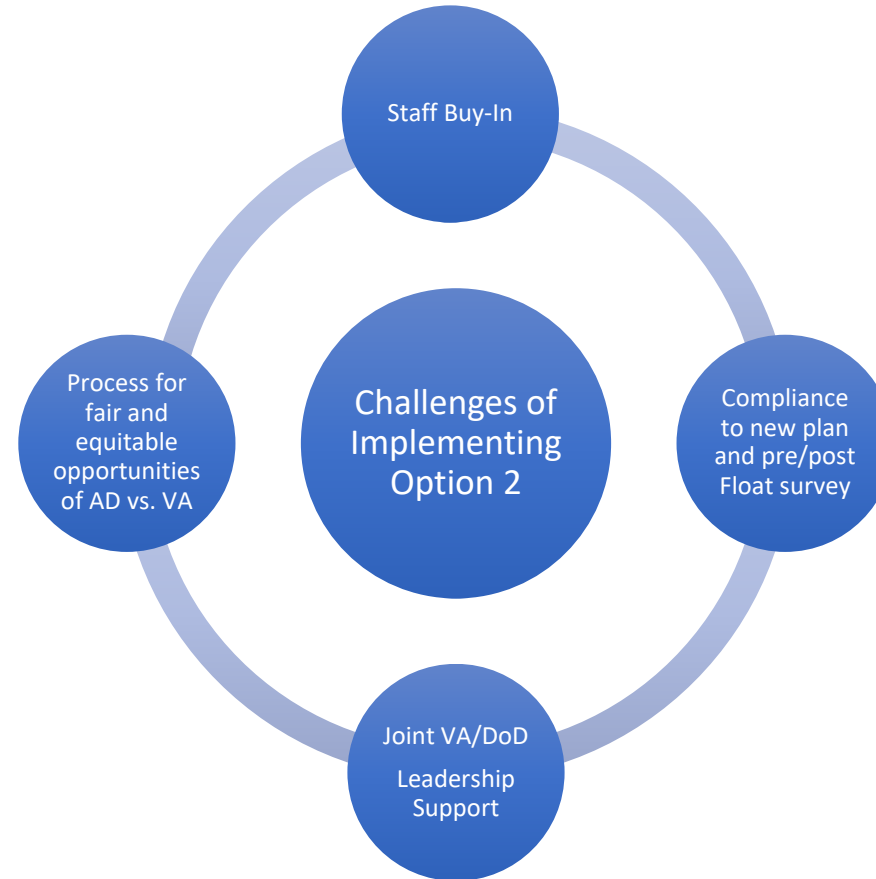 Staff Buy-In
Process for
fair and
equitable
opportunities
of AD vs. VA
Challenges of
Implementing
Option 2
Compliance
to new plan
and pre/post
Float survey
Joint VA/DoD
Leadership
Support